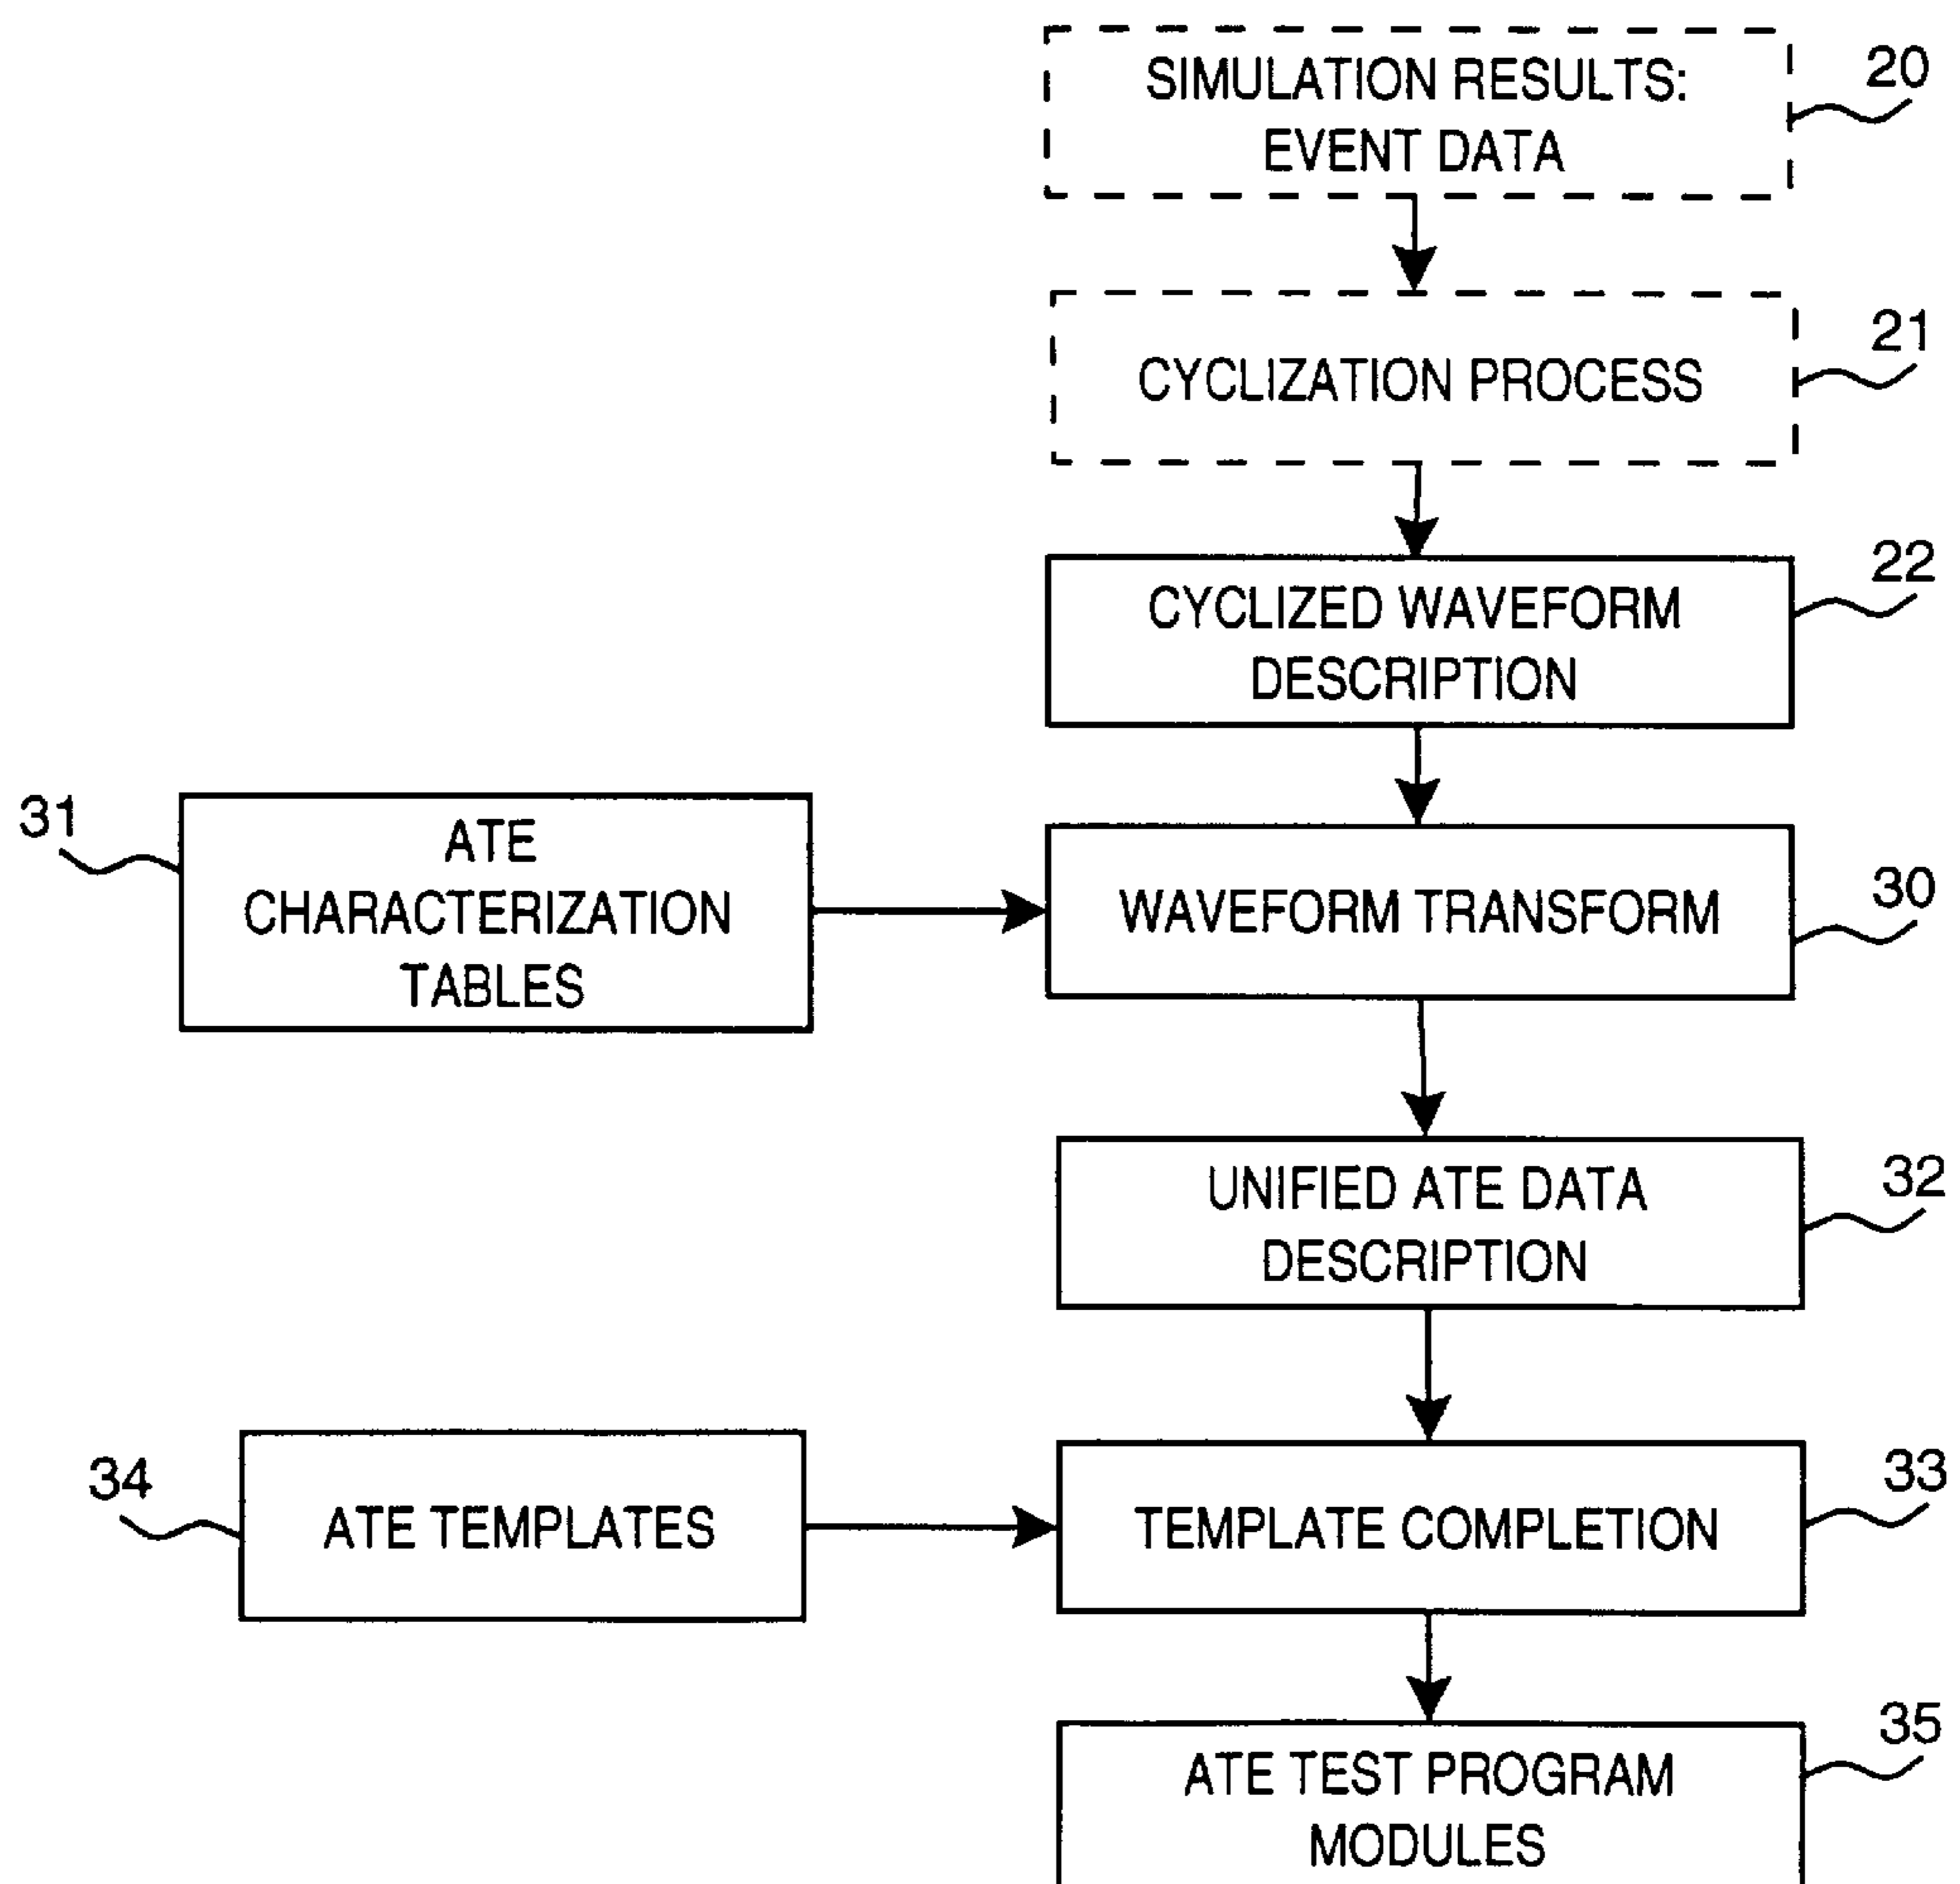 SIMULATION RESULTS:
EVENT DATA
20
CYCLIZATION PROCESS
21
CYCLIZED WAVEFORM
DESCRIPTION
22
31
ATE
CHARACTERIZATION
TABLES
WAVEFORM TRANSFORM
30
UNIFIED ATE DATA
DESCRIPTION
32
34
ATE TEMPLATES
TEMPLATE COMPLETION
33
ATE TEST PROGRAM
MODULES
35